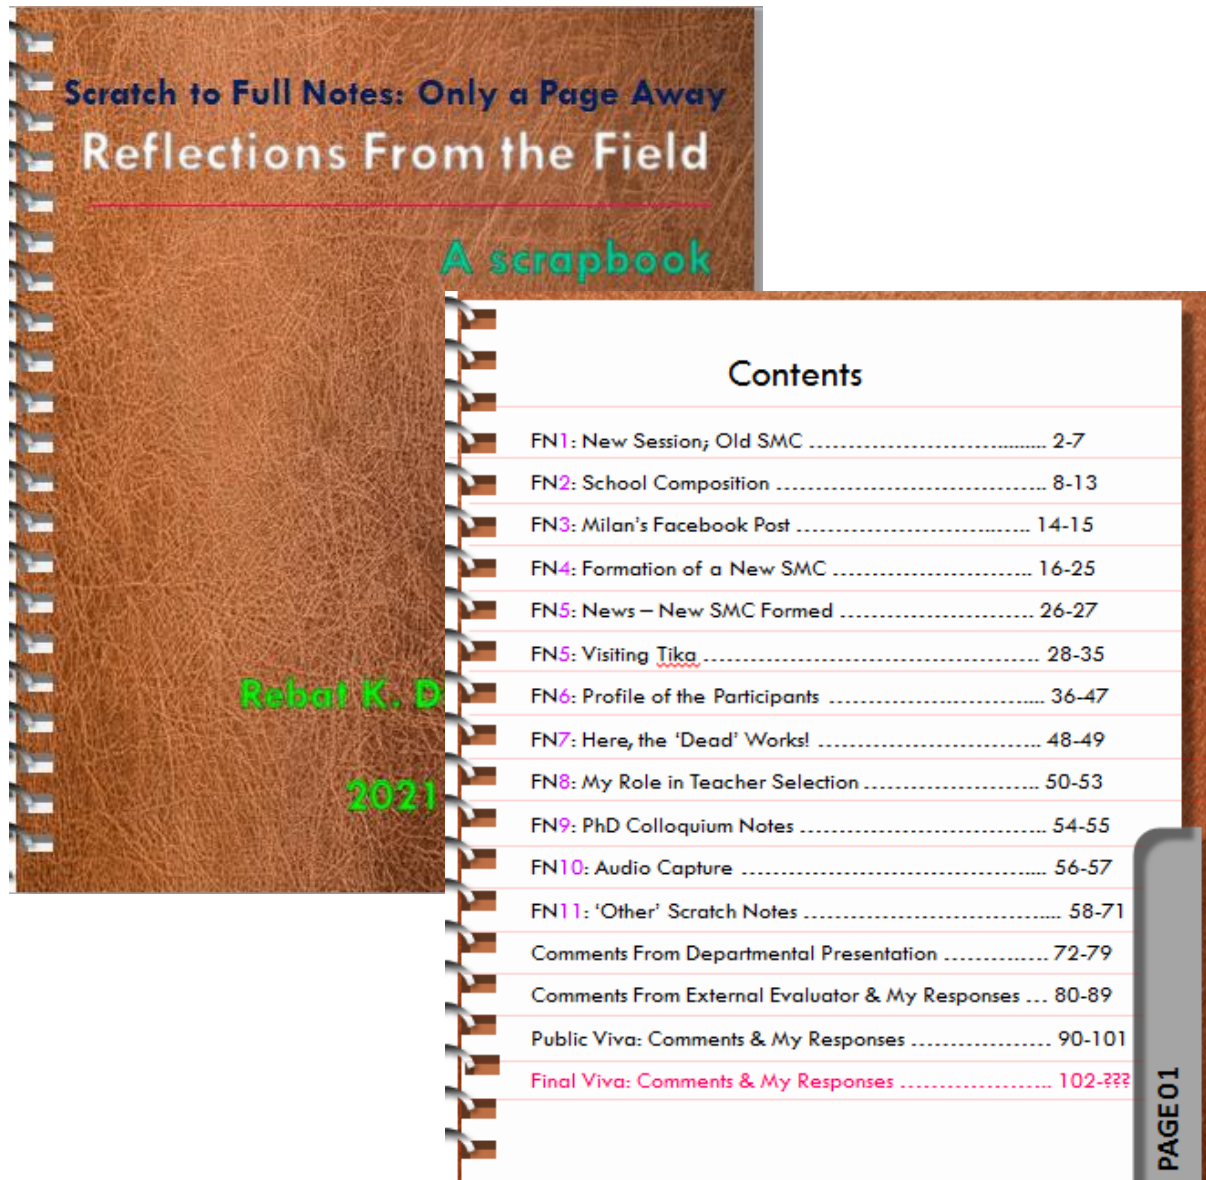 Scratch to Full Notes: Only a Page Away
Reflections From the Field
A scrapbook
Rebat K. D
2021
Contents
FN1: New Session; Old SMC ................................ 2-7
FN2: School Composition .................................. 8-13
FN3: Milan's Facebook Post .............................. 14-15
FN4: Formation of a New SMC ......................... 16-25
FN5: News – New SMC Formed ......................... 26-27
FN5: Visiting Tika ........................................... 28-35
FN6: Profile of the Participants ........................... 36-47
FN7: Here, the 'Dead' Works! ............................ 48-49
FN8: My Role in Teacher Selection ...................... 50-53
FN9: PhD Colloquium Notes ............................... 54-55
FN10: Audio Capture ....................................... 56-57
FN11: 'Other' Scratch Notes ................................ 58-71
Comments From Departmental Presentation ............. 72-79
Comments From External Evaluator & My Responses ... 80-89
Public Viva: Comments & My Responses .................. 90-101
Final Viva: Comments & My Responses ................... 102-???
PAGE 01